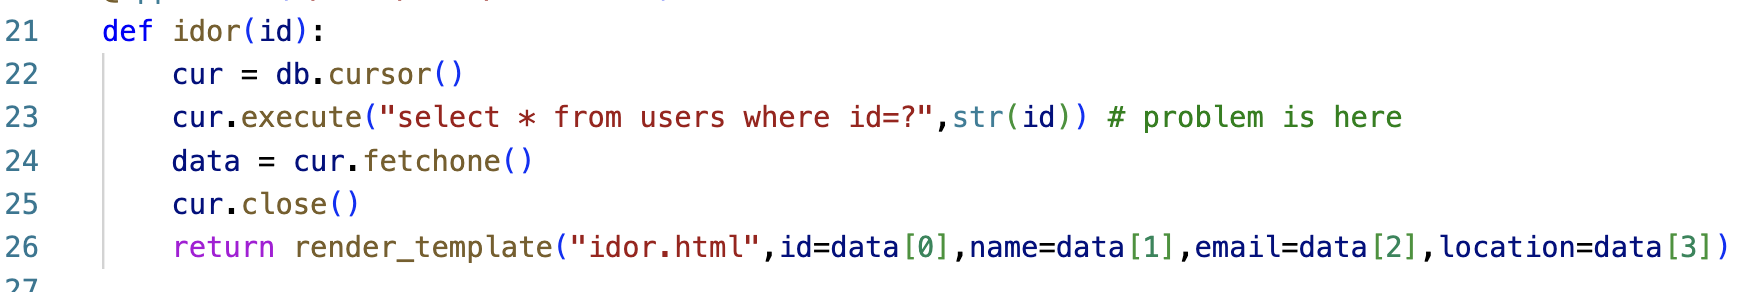 21 def idor(id):
22 cur = db.cursor()
23 cur.execute("select * from users where id=?",str(id)) # problem is here
24 data = cur.fetchone()
25 cur.close()
26 return render_template("idor.html",id=data[0],name=data[1],email=data[2],location=data[3])
27